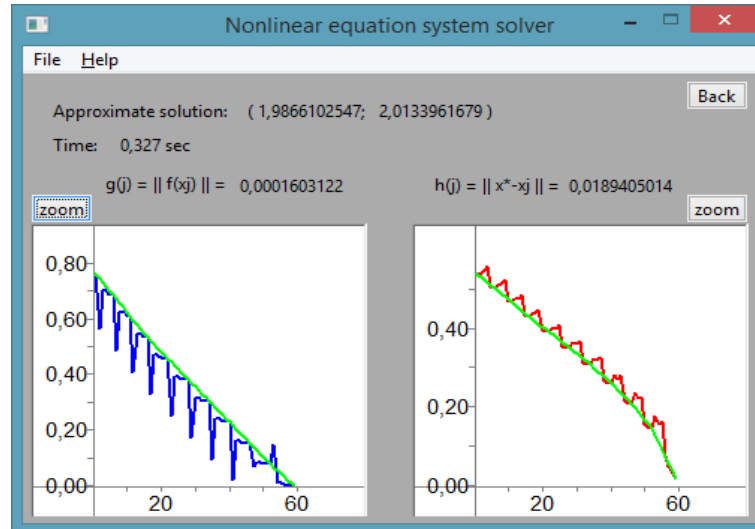 Nonlinear equation system solver
File Help
Back
Approximate solution: ( 1,9866102547; 2,0133961679 )
Time: 0,327 sec
g(j) = || f(xj) || = 0,0001603122
h(j) = || x*-xj || = 0,0189405014
zoom
zoom
0,80
0,60
0,40
0,20
0,00
20
60
0,40
0,20
0,00
20
60